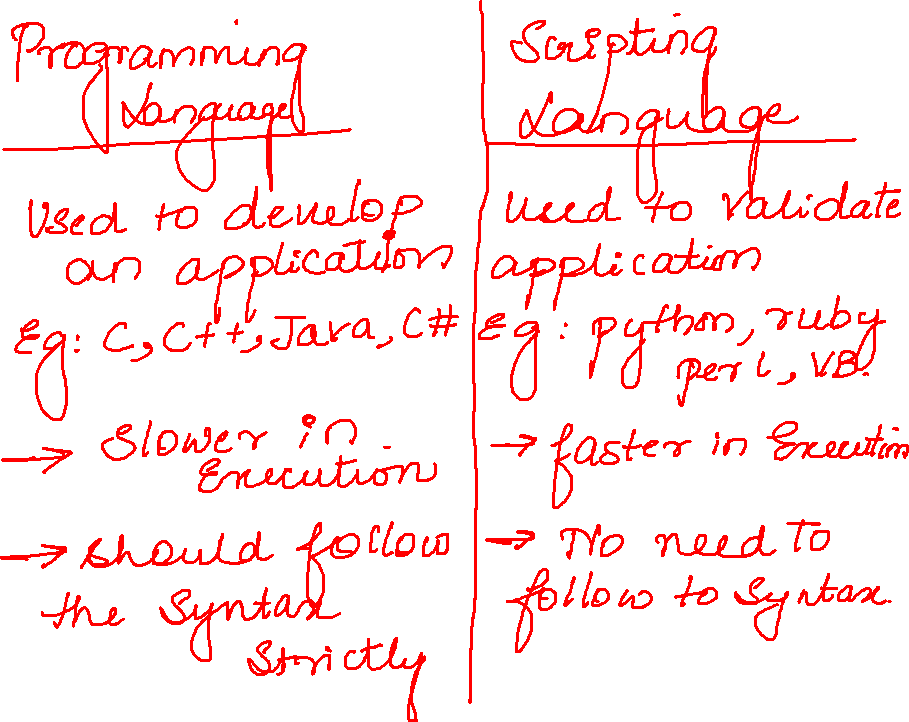 Programming
Language
Used to develop
an application
Eg: C, C++, Java, C#
→ Slower in
Execution
→ should follow
the Syntax
Strictly
Scripting
Language
Used to validate
application
Eg: python, ruby
perl, VB.
→ faster in Execution
→ No need to
follow to Syntax.